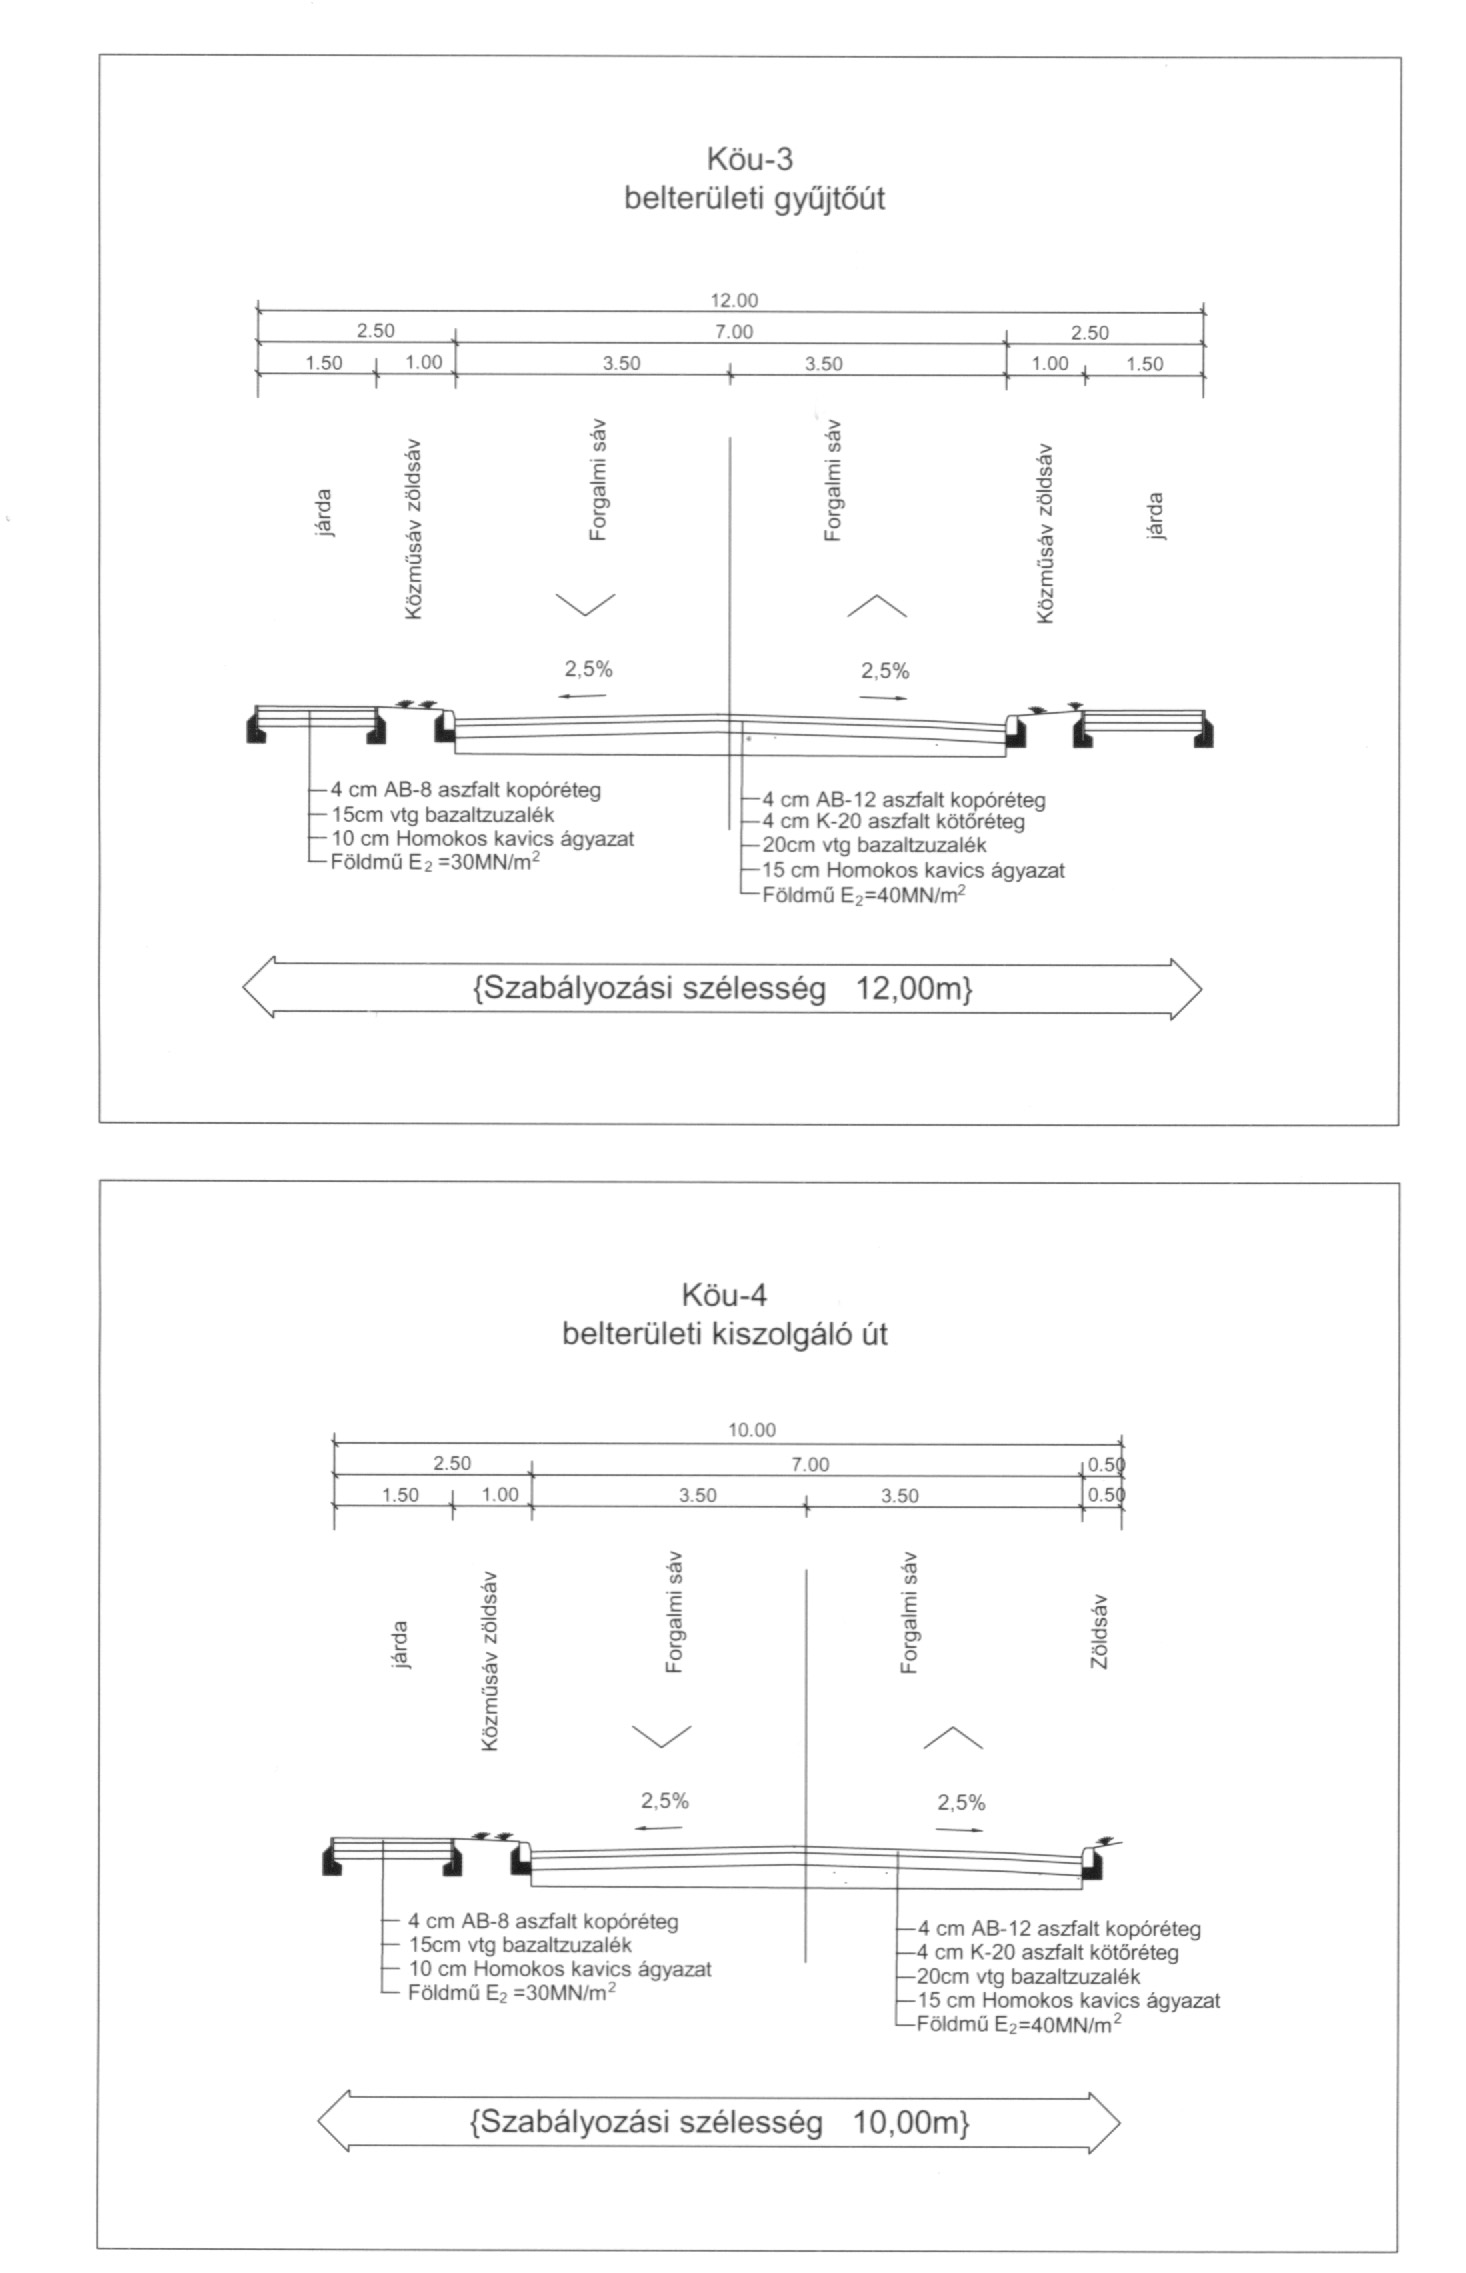 Köu-3
belterületi gyűjtőút
12.00
2.50 7.00 2.50
1.50 1.00 3.50 3.50 1.00 1.50
járda
Közműsáv zöldsáv
Forgalmi sáv
Forgalmi sáv
Közműsáv zöldsáv
járda
2,5% 2,5%
4 cm AB-8 aszfalt kopóréteg
15cm vtg bazaltzuzalék
10 cm Homokos kavics ágyazat
Földmű E₂ =30MN/m²
4 cm AB-12 aszfalt kopóréteg
4 cm K-20 aszfalt kötőréteg
20cm vtg bazaltzuzalék
15 cm Homokos kavics ágyazat
Földmű E₂=40MN/m²
{Szabályozási szélesség 12,00m}
Köu-4
belterületi kiszolgáló út
10.00
2.50 7.00 0.50
1.50 1.00 3.50 3.50 0.50
járda
Közműsáv zöldsáv
Forgalmi sáv
Forgalmi sáv
Zöldsáv
2,5% 2,5%
4 cm AB-8 aszfalt kopóréteg
15cm vtg bazaltzuzalék
10 cm Homokos kavics ágyazat
Földmű E₂ =30MN/m²
4 cm AB-12 aszfalt kopóréteg
4 cm K-20 aszfalt kötőréteg
20cm vtg bazaltzuzalék
15 cm Homokos kavics ágyazat
Földmű E₂=40MN/m²
{Szabályozási szélesség 10,00m}